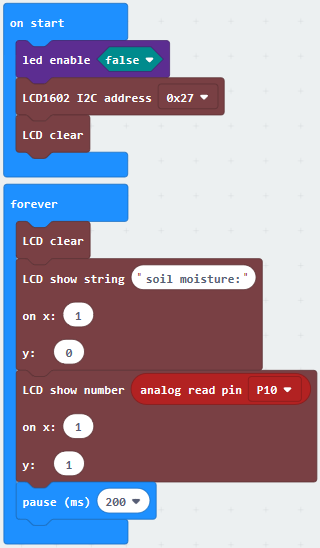 on start
led enable false
LCD1602 I2C address 0x27
LCD clear
forever
LCD clear
LCD show string "soil moisture:"
on x: 1
y: 0
LCD show number analog read pin P10
on x: 1
y: 1
pause (ms) 200